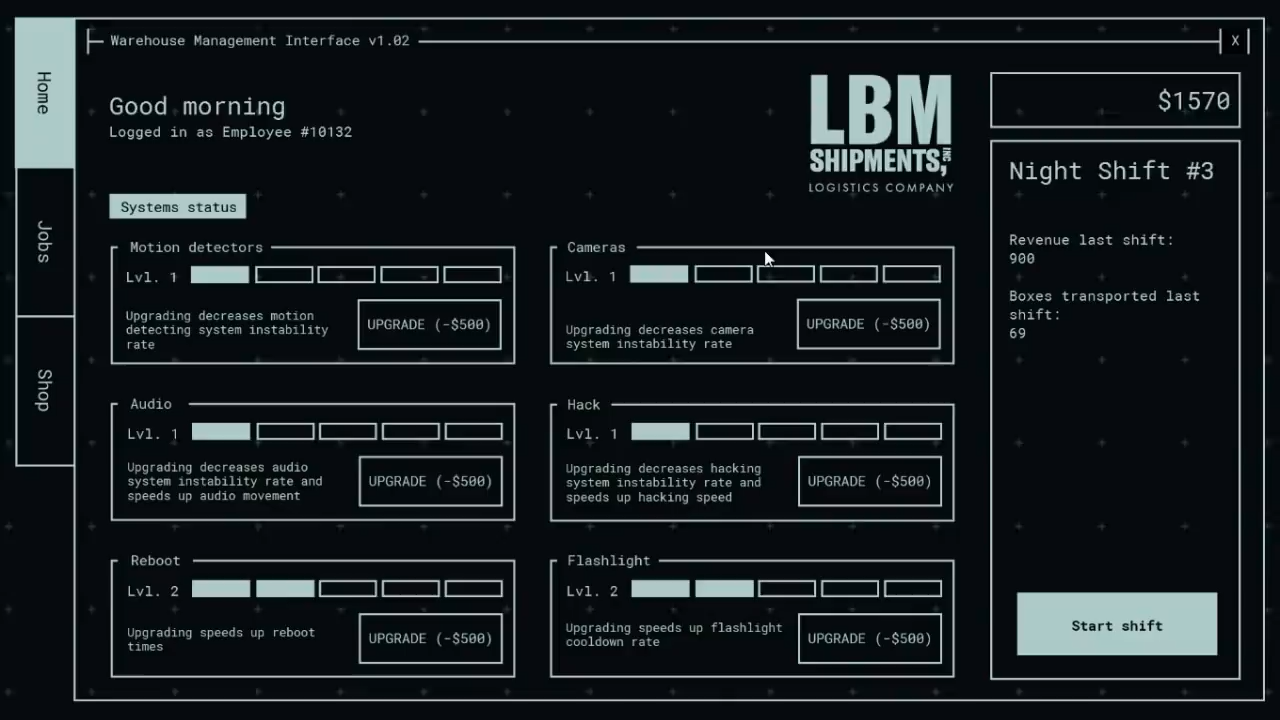 Warehouse Management Interface v1.02
X
Home
Jobs
Shop
Good morning
Logged in as Employee #10132
LBM
SHIPMENTS, INC
LOGISTICS COMPANY
$1570
Systems status
Motion detectors
Lvl. 1
Upgrading decreases motion
detecting system instability
rate
UPGRADE (-$500)
Cameras
Lvl. 1
Upgrading decreases camera
system instability rate
UPGRADE (-$500)
Audio
Lvl. 1
Upgrading decreases audio
system instability rate and
speeds up audio movement
UPGRADE (-$500)
Hack
Lvl. 1
Upgrading decreases hacking
system instability rate and
speeds up hacking speed
UPGRADE (-$500)
Reboot
Lvl. 2
Upgrading speeds up reboot
times
UPGRADE (-$500)
Flashlight
Lvl. 2
Upgrading speeds up flashlight
cooldown rate
UPGRADE (-$500)
Night Shift #3
Revenue last shift:
900
Boxes transported last
shift:
69
Start shift